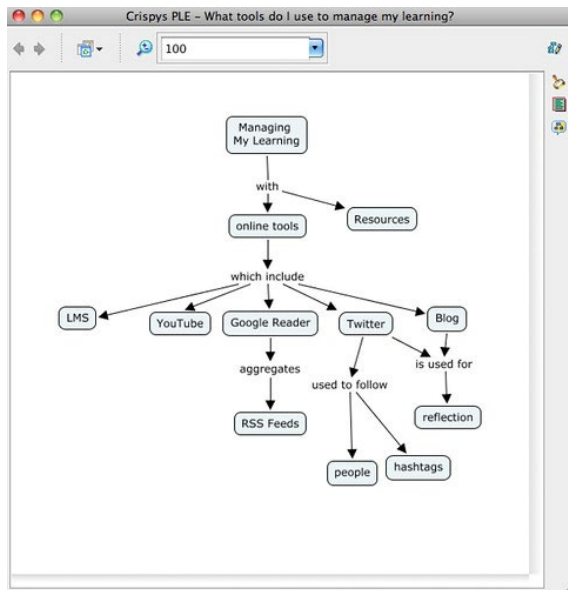 Crispys PLE – What tools do I use to manage my learning?
100
Managing
My Learning
with
Resources
online tools
which include
LMS
YouTube
Google Reader
Twitter
Blog
aggregates
is used for
used to follow
RSS Feeds
reflection
people
hashtags